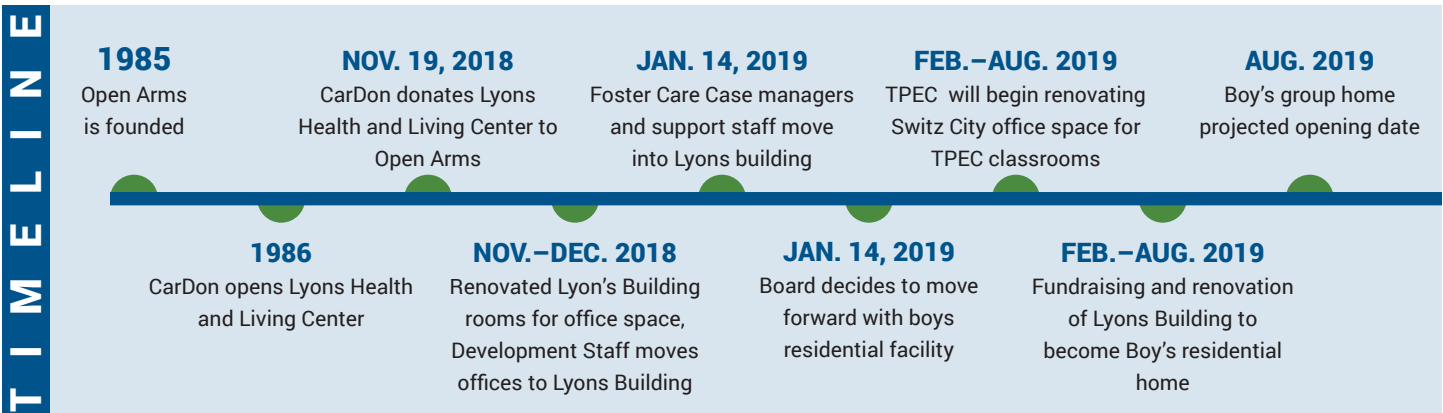 TIMELINE
1985
Open Arms
is founded
1986
CarDon opens Lyons Health
and Living Center
NOV. 19, 2018
CarDon donates Lyons
Health and Living Center to
Open Arms
NOV.–DEC. 2018
Renovated Lyon's Building
rooms for office space,
Development Staff moves
offices to Lyons Building
JAN. 14, 2019
Foster Care Case managers
and support staff move
into Lyons building
JAN. 14, 2019
Board decides to move
forward with boys
residential facility
FEB.–AUG. 2019
TPEC will begin renovating
Switz City office space for
TPEC classrooms
FEB.–AUG. 2019
Fundraising and renovation
of Lyons Building to
become Boy's residential
home
AUG. 2019
Boy's group home
projected opening date